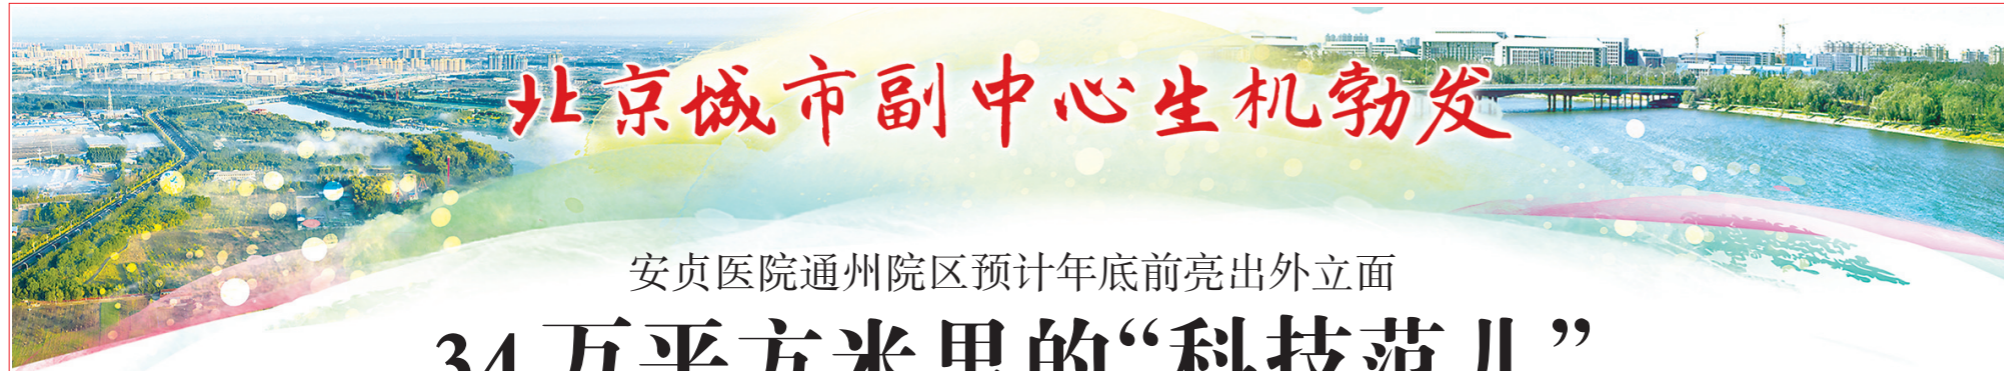 北京城市副中心生机勃发
安贞医院通州院区预计年底前亮出外立面
34万平方米里的“科技范儿”